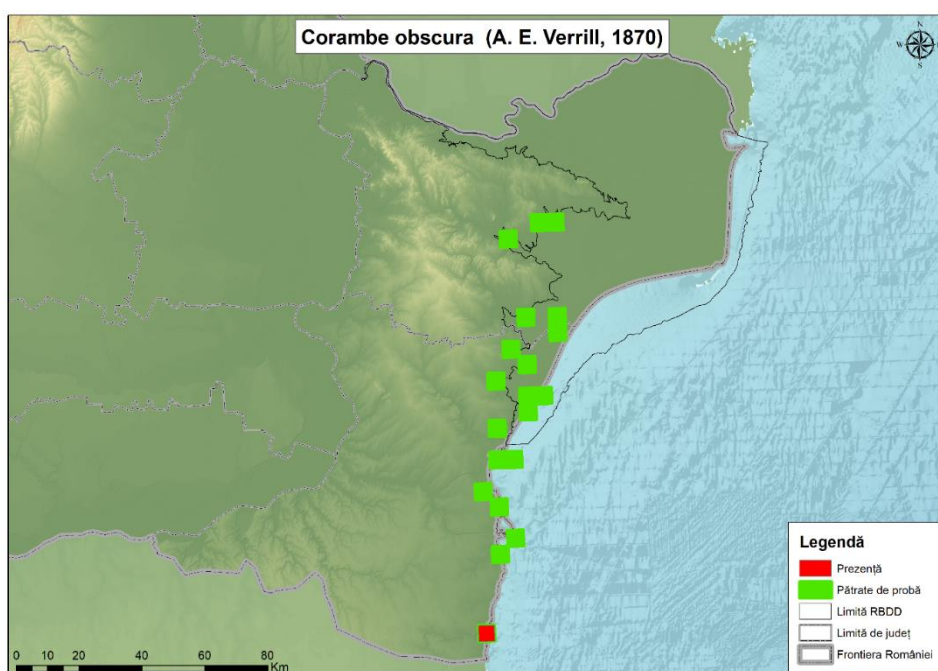 Corambe obscura (A. E. Verrill, 1870)
N
W E
S
Legendă
Prezență
Pătrate de probă
Limită RBDD
Limită de județ
Frontiera României
0 10 20 40 60 80
Km